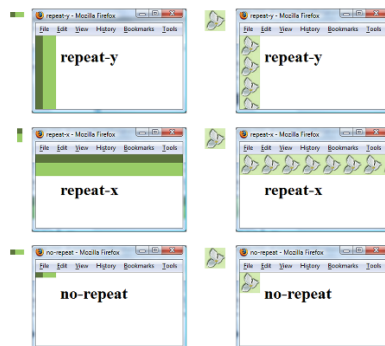 repeat-y - Mozilla Firefox
File Edit View History Bookmarks Tools
repeat-y
repeat-y - Mozilla Firefox
File Edit View History Bookmarks Tools
repeat-y
repeat-x - Mozilla Firefox
File Edit View History Bookmarks Tools
repeat-x
repeat-x - Mozilla Firefox
File Edit View History Bookmarks Tools
repeat-x
no-repeat - Mozilla Firefox
File Edit View History Bookmarks Tools
no-repeat
no-repeat - Mozilla Firefox
File Edit View History Bookmarks Tools
no-repeat